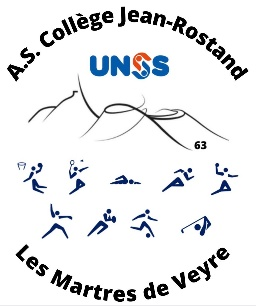 A.S. Collège Jean-Rostand
UNSS
63
Les Martres de Veyre